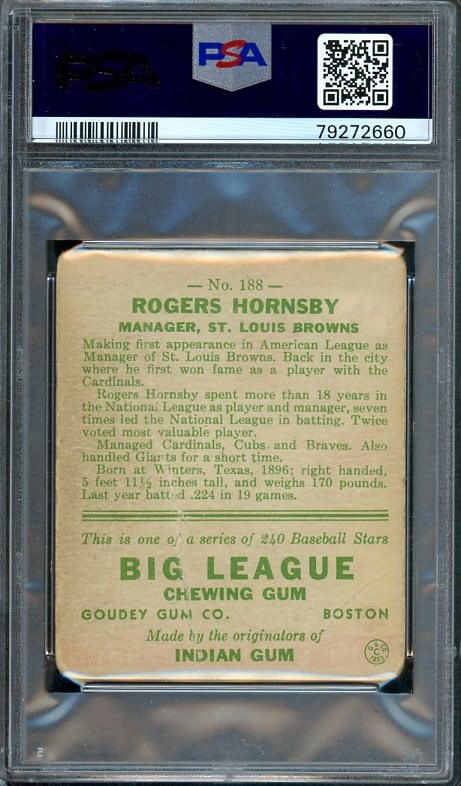 PSA
PSA
79272660
— No. 188 —
ROGERS HORNSBY
MANAGER, ST. LOUIS BROWNS
Making first appearance in American League as
Manager of St. Louis Browns. Back in the city
where he first won fame as a player with the
Cardinals.
Rogers Hornsby spent more than 18 years in
the National League as player and manager, seven
times led the National League in batting. Twice
voted most valuable player.
Managed Cardinals, Cubs and Braves. Also
handled Giants for a short time.
Born at Winters, Texas, 1896; right handed,
5 feet 11½ inches tall, and weighs 170 pounds.
Last year batted .224 in 19 games.
This is one of a series of 240 Baseball Stars
BIG LEAGUE
CHEWING GUM
GOUDEY GUM CO. BOSTON
Made by the originators of
INDIAN GUM